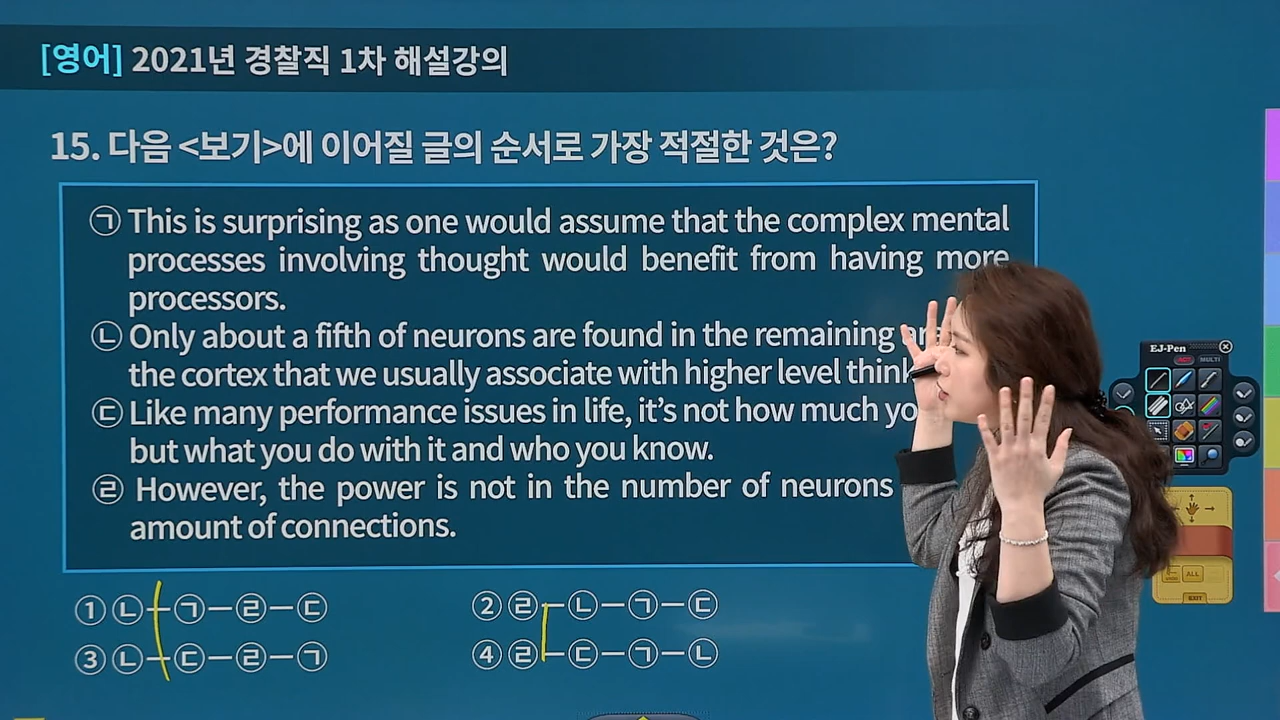 [영어] 2021년 경찰직 1차 해설강의
15. 다음 <보기>에 이어질 글의 순서로 가장 적절한 것은?
㉠ This is surprising as one would assume that the complex mental
processes involving thought would benefit from having more
processors.
㉡ Only about a fifth of neurons are found in the remaining
the cortex that we usually associate with higher level
㉢ Like many performance issues in life, it's not how much
but what you do with it and who you know.
㉣ However, the power is not in the number of neurons
amount of connections.
① ㉡-㉠-㉣-㉢ ② ㉣-㉡-㉠-㉢
③ ㉡-㉢-㉣-㉠ ④ ㉣-㉢-㉠-㉡
EJ-Pen
MULTI
ALL
EXIT